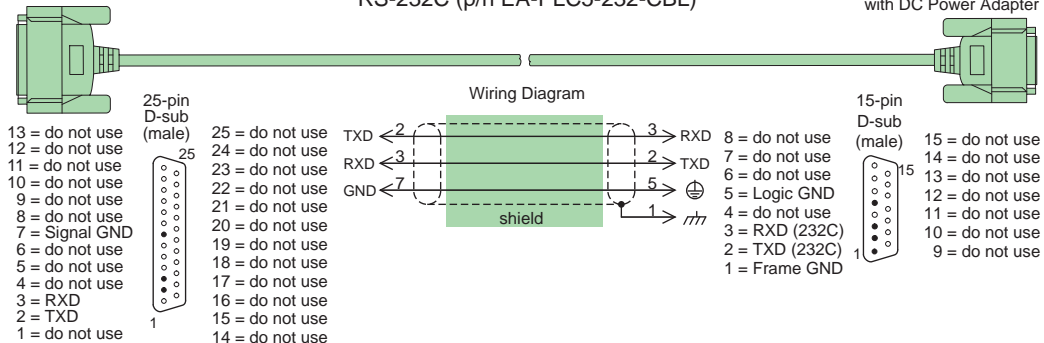 RS-232C (p/n EA-PLC5-232-CBL)
with DC Power Adapter
25-pin
D-sub
(male)
25
1
13 = do not use
12 = do not use
11 = do not use
10 = do not use
9 = do not use
8 = do not use
7 = Signal GND
6 = do not use
5 = do not use
4 = do not use
3 = RXD
2 = TXD
1 = do not use
25 = do not use
24 = do not use
23 = do not use
22 = do not use
21 = do not use
20 = do not use
19 = do not use
18 = do not use
17 = do not use
16 = do not use
15 = do not use
14 = do not use
Wiring Diagram
TXD 2 3 RXD
RXD 3 2 TXD
GND 7 5
1
shield
8 = do not use
7 = do not use
6 = do not use
5 = Logic GND
4 = do not use
3 = RXD (232C)
2 = TXD (232C)
1 = Frame GND
15-pin
D-sub
(male)
15
1
15 = do not use
14 = do not use
13 = do not use
12 = do not use
11 = do not use
10 = do not use
9 = do not use